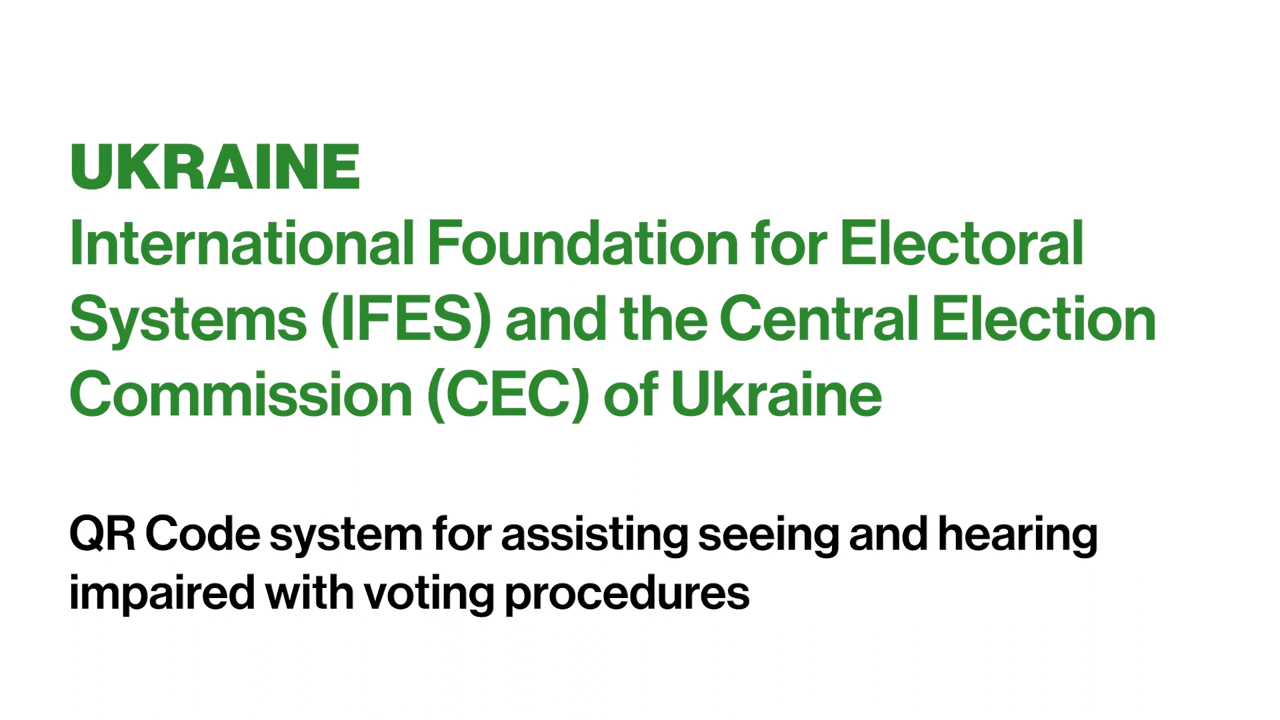 UKRAINE
International Foundation for Electoral
Systems (IFES) and the Central Election
Commission (CEC) of Ukraine
QR Code system for assisting seeing and hearing
impaired with voting procedures